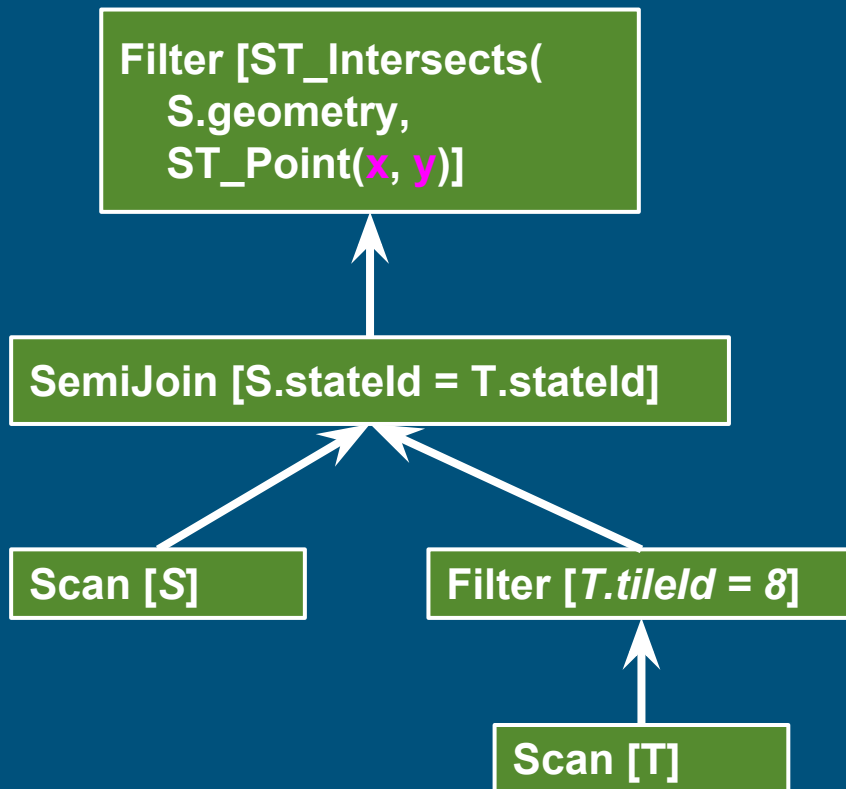 Filter [ST_Intersects(
S.geometry,
ST_Point(x, y)]
SemiJoin [S.stateId = T.stateId]
Scan [S]
Filter [T.tileId = 8]
Scan [T]